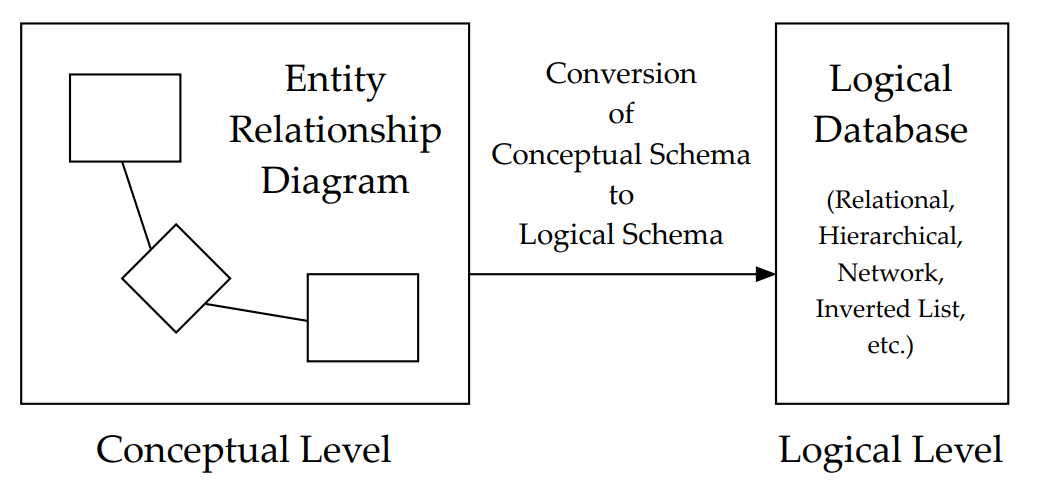 Entity
Relationship
Diagram
Conversion
of
Conceptual Schema
to
Logical Schema
Logical
Database
(Relational,
Hierarchical,
Network,
Inverted List,
etc.)
Conceptual Level
Logical Level